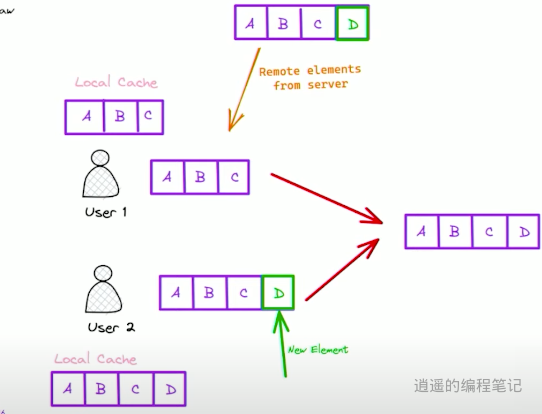 aw
A B C D
Remote elements
from server
Local Cache
A B C
A B C
User 1
A B C D
A B C D
User 2
New Element
Local Cache
A B C D
逍遥的编程笔记